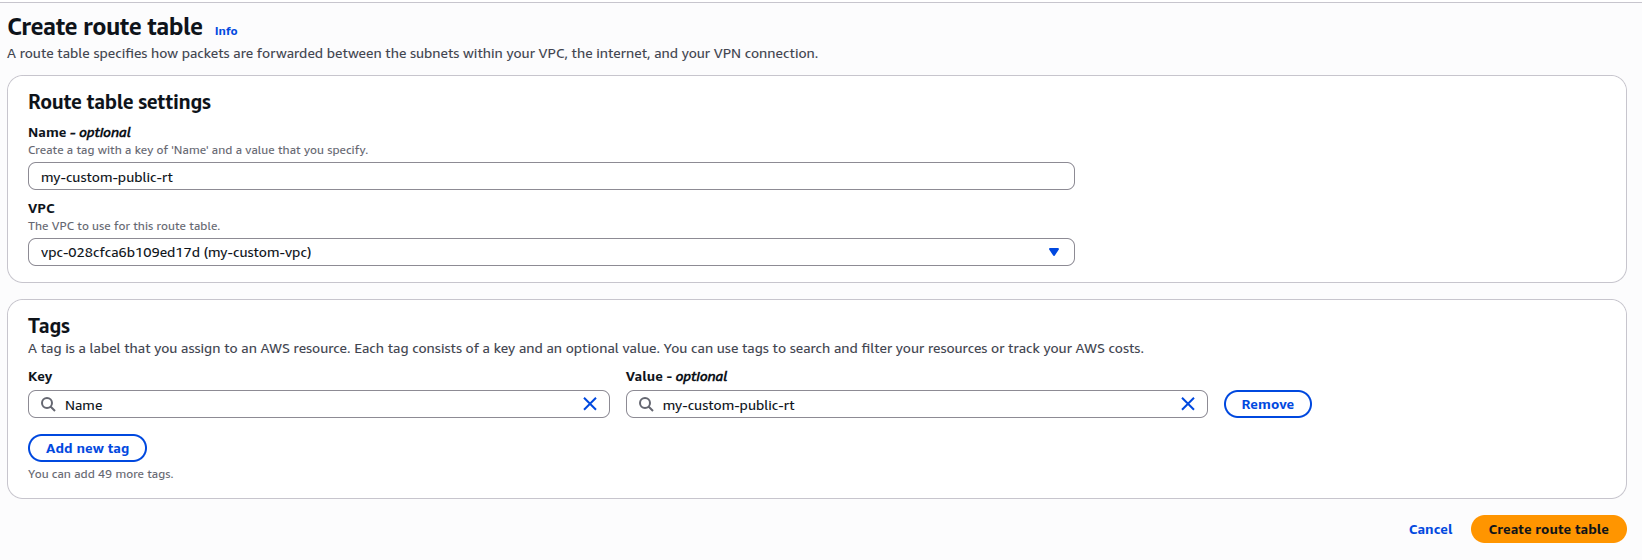 Create route table Info
A route table specifies how packets are forwarded between the subnets within your VPC, the internet, and your VPN connection.
Route table settings
Name - optional
Create a tag with a key of 'Name' and a value that you specify.
my-custom-public-rt
VPC
The VPC to use for this route table.
vpc-028cfca6b109ed17d (my-custom-vpc)
Tags
A tag is a label that you assign to an AWS resource. Each tag consists of a key and an optional value. You can use tags to search and filter your resources or track your AWS costs.
Key Value - optional
Name my-custom-public-rt Remove
Add new tag
You can add 49 more tags.
Cancel Create route table